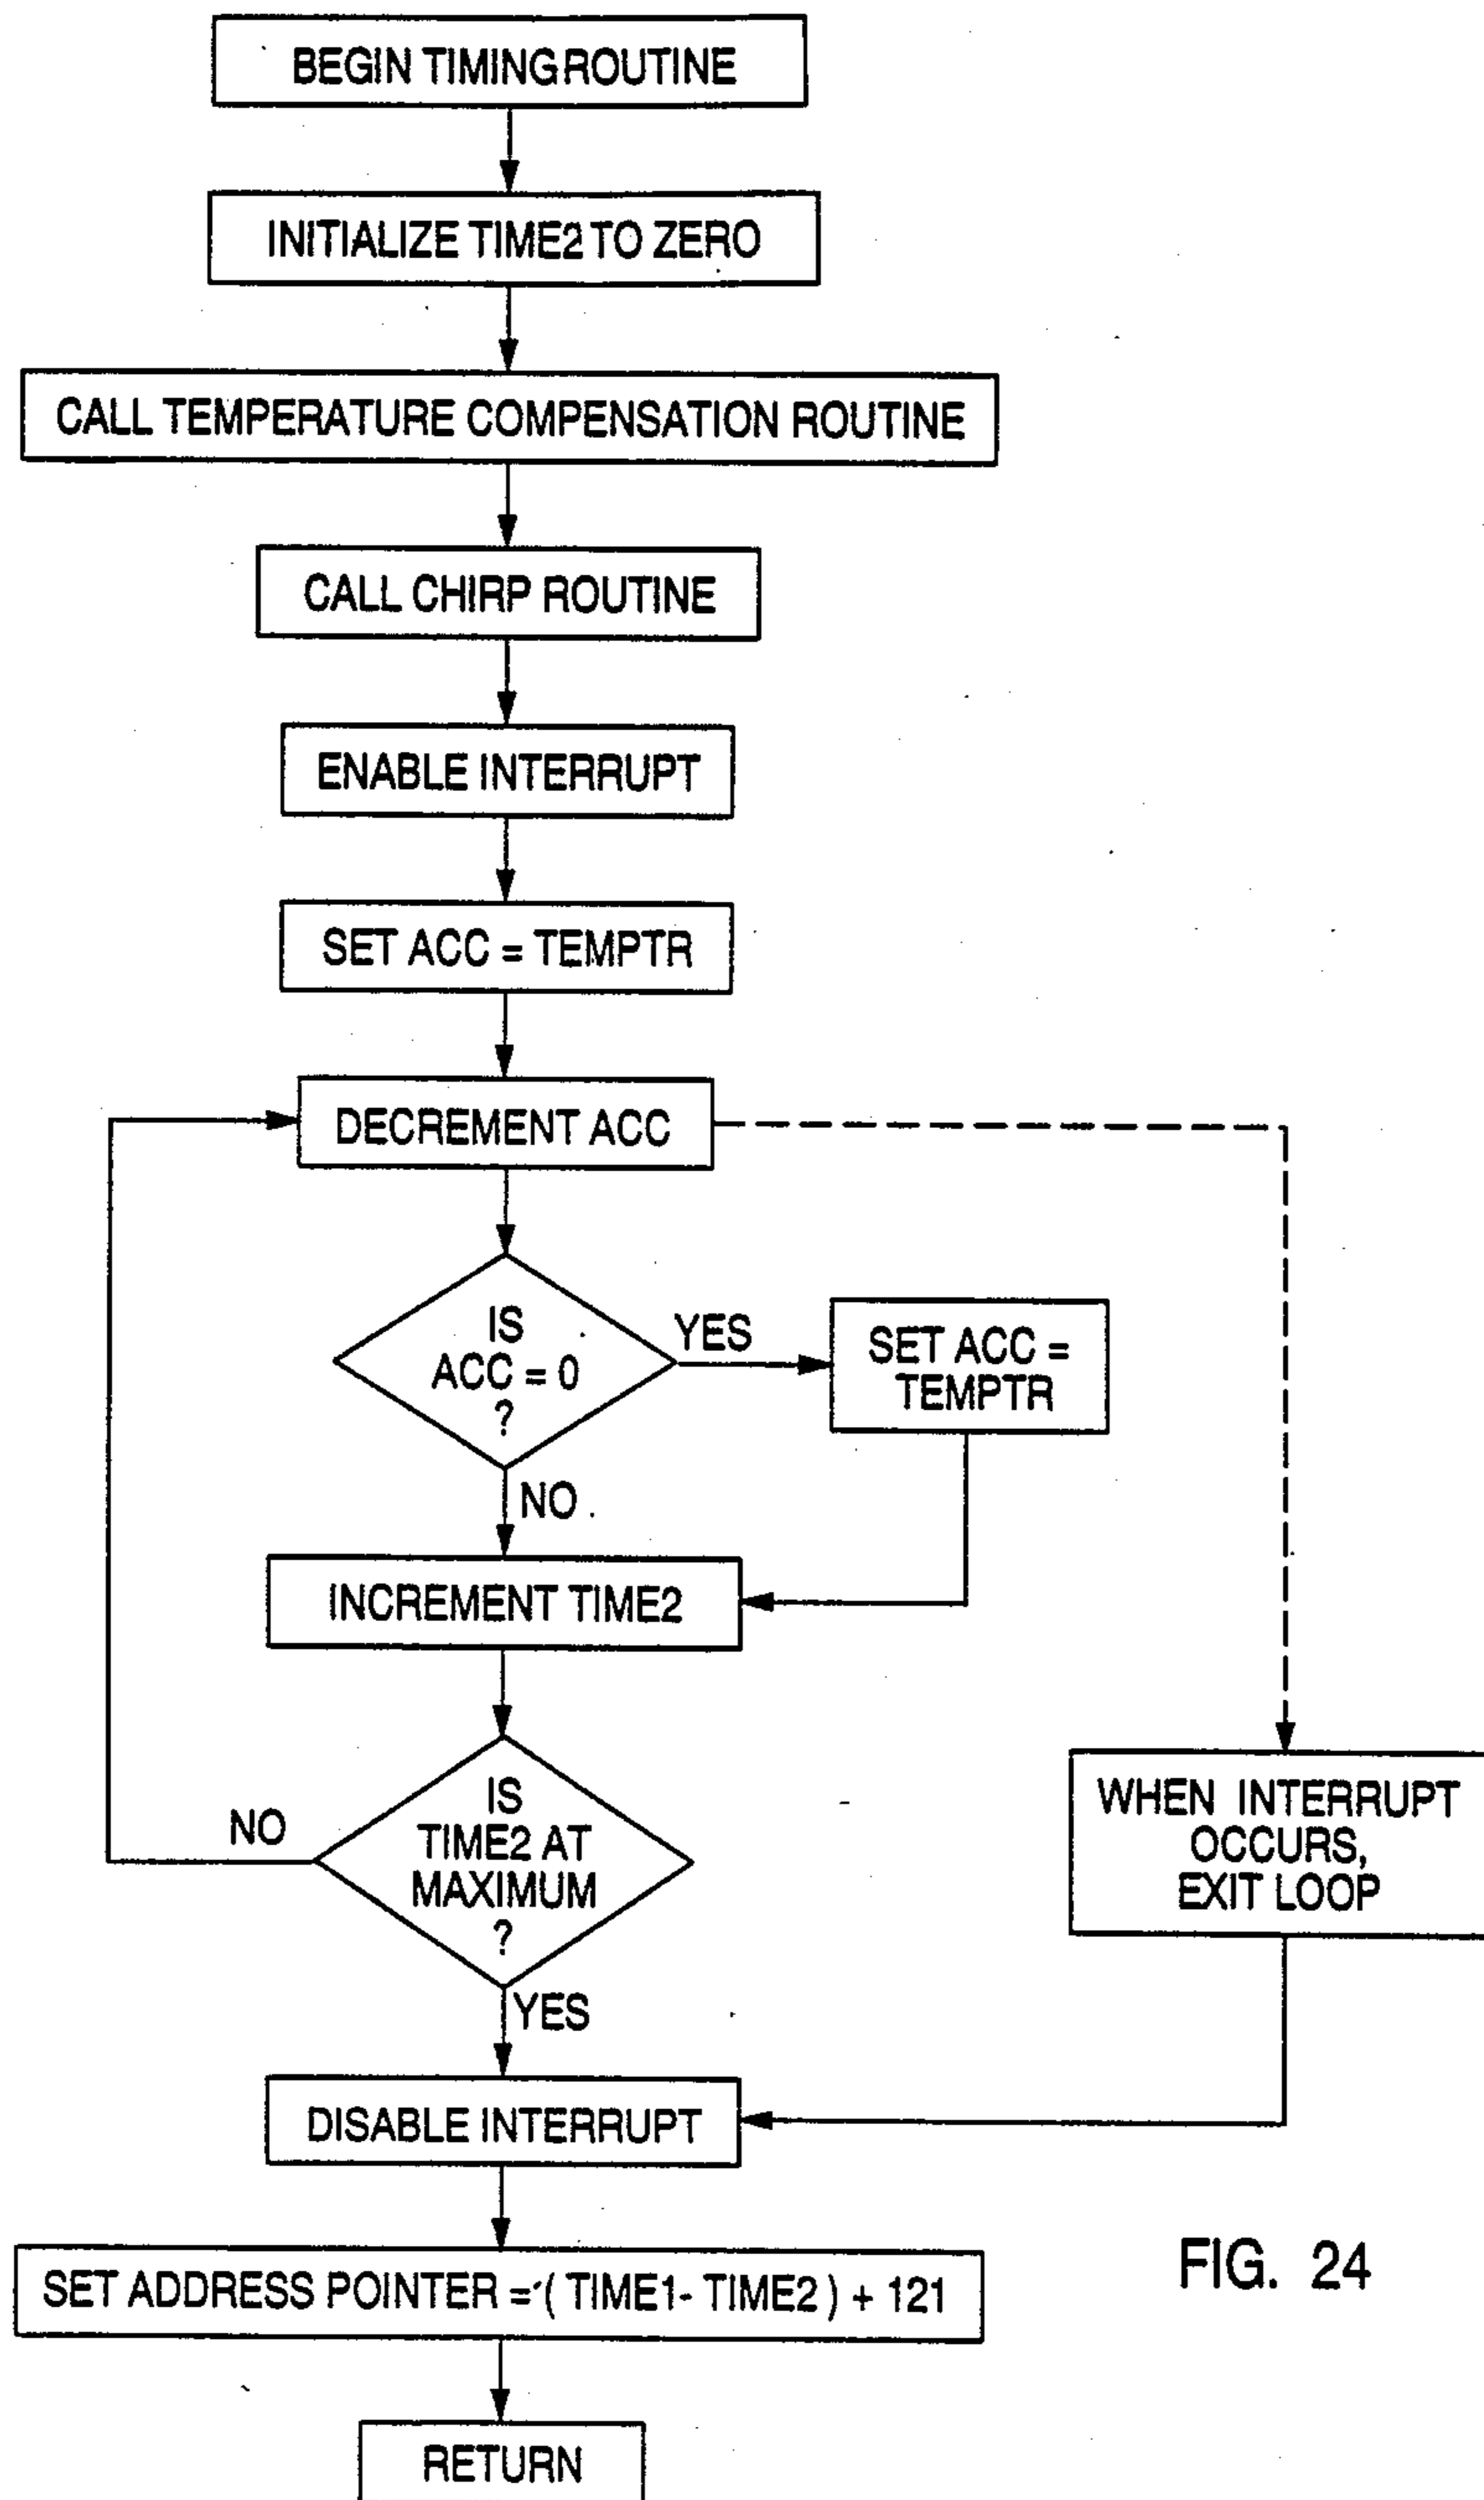 BEGIN TIMING ROUTINE
INITIALIZE TIME2 TO ZERO
CALL TEMPERATURE COMPENSATION ROUTINE
CALL CHIRP ROUTINE
ENABLE INTERRUPT
SET ACC = TEMPTR
DECREMENT ACC
IS
ACC = 0
?
YES
SET ACC =
TEMPTR
NO
INCREMENT TIME2
IS
TIME2 AT
MAXIMUM
?
NO
YES
WHEN INTERRUPT
OCCURS,
EXIT LOOP
DISABLE INTERRUPT
SET ADDRESS POINTER = ( TIME1- TIME2 ) + 121
RETURN
FIG. 24